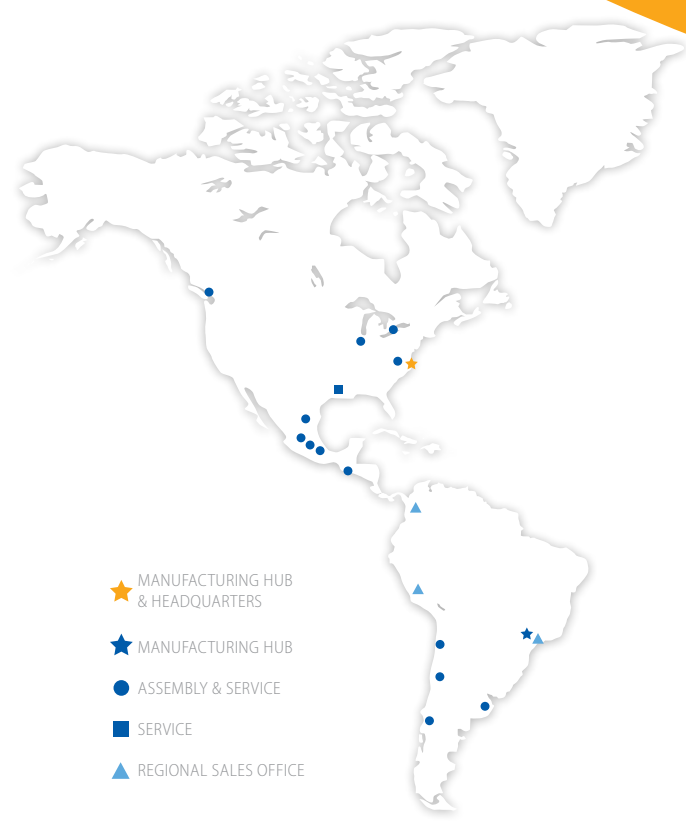 MANUFACTURING HUB
& HEADQUARTERS
MANUFACTURING HUB
ASSEMBLY & SERVICE
SERVICE
REGIONAL SALES OFFICE